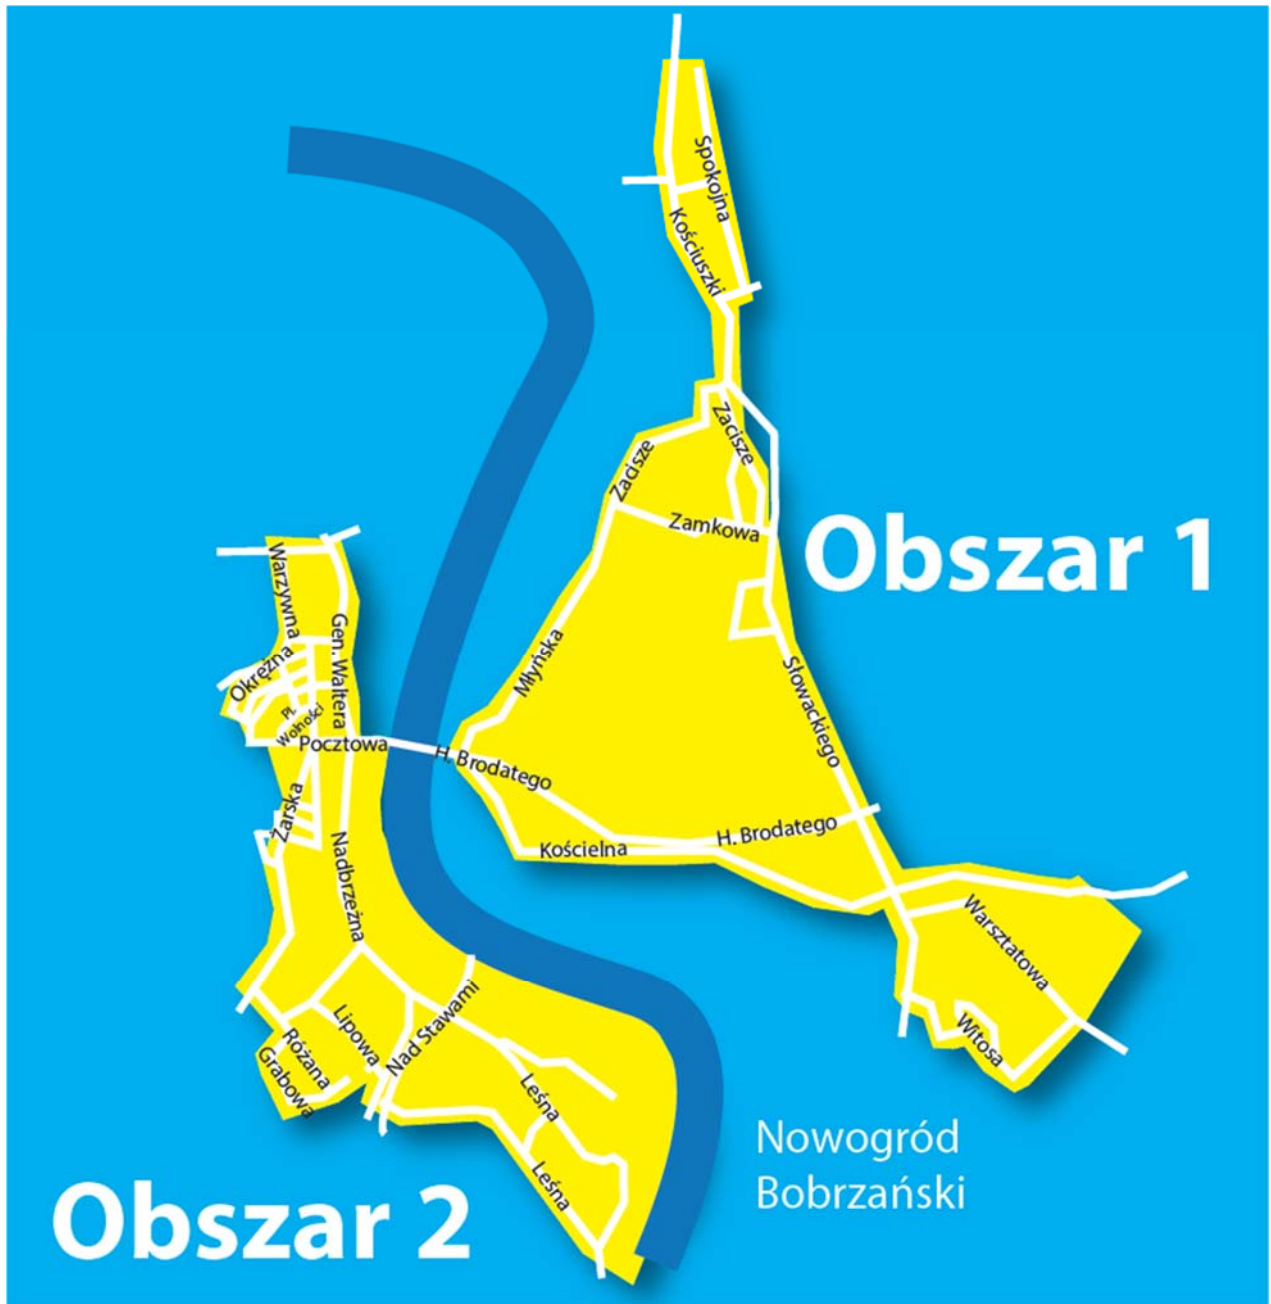 Spokojna
Kościuszki
Zacisze
Zacisze
Zamkowa
Obszar 1
Warzywna
Gen. Waltera
Okrężna
Młyńska
Słowackiego
Pl.
Wolności
Pocztowa
H. Brodatego
Żarska
H. Brodatego
Kościelna
Nadbrzeżna
Warsztatowa
Witosa
Lipowa
Nad Stawami
Różana
Grabowa
Leśna
Leśna
Nowogród
Bobrzański
Obszar 2